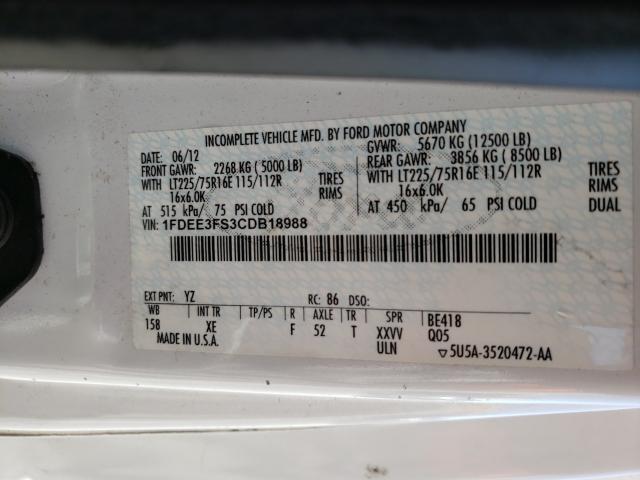 INCOMPLETE VEHICLE MFD. BY FORD MOTOR COMPANY
DATE: 06/12 GVWR: 5670 KG (12500 LB)
FRONT GAWR: 2268 KG ( 5000 LB) REAR GAWR: 3856 KG ( 8500 LB)
WITH LT225/75R16E 115/112R TIRES WITH LT225/75R16E 115/112R TIRES
16x6.0K RIMS 16x6.0K RIMS
AT 515 kPa/ 75 PSI COLD AT 450 kPa/ 65 PSI COLD DUAL
VIN: 1FDEE3FS3CDB18988
EXT PNT: YZ RC: 86 DSO:
WB INT TR TP/PS R AXLE TR SPR BE418
158 XE F 52 T XXVV Q05
MADE IN U.S.A. ULN ▽5U5A-3520472-AA